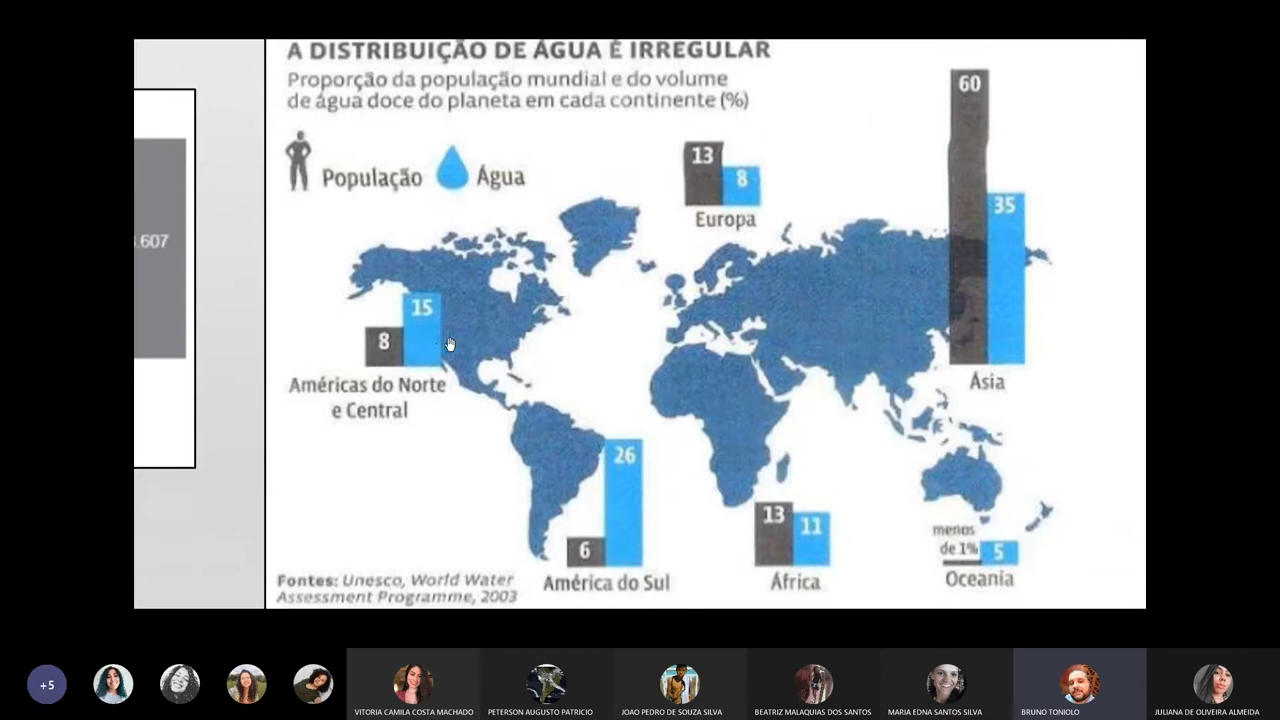 A DISTRIBUIÇÃO DE ÁGUA É IRREGULAR
Proporção da população mundial e do volume
de água doce do planeta em cada continente (%)
População
Água
60
35
Ásia
13
8
Europa
.607
15
8
Américas do Norte
e Central
26
6
América do Sul
13
11
África
menos
de 1%
5
Oceania
Fontes: Unesco, World Water
Assessment Programme, 2003
+5
VITORIA CAMILA COSTA MACHADO
PETERSON AUGUSTO PATRICIO
JOAO PEDRO DE SOUZA SILVA
BEATRIZ MALAQUIAS DOS SANTOS
MARIA EDNA SANTOS SILVA
BRUNO TONIOLO
JULIANA DE OLIVEIRA ALMEIDA